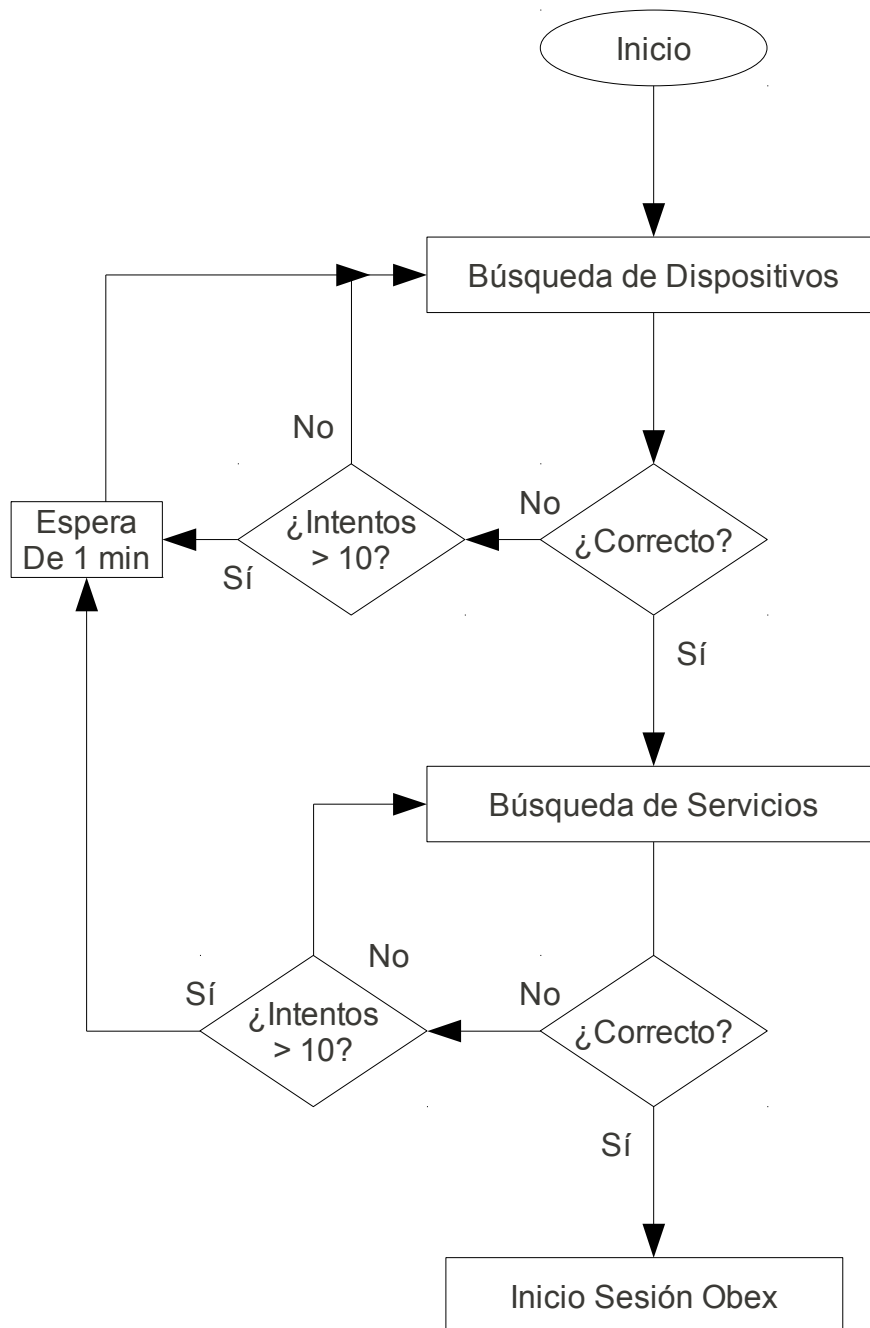 Inicio
Búsqueda de Dispositivos
No
No
Espera
De 1 min
¿Intentos
> 10?
¿Correcto?
Sí
Sí
Búsqueda de Servicios
No
Sí
No
¿Intentos
> 10?
¿Correcto?
Sí
Inicio Sesión Obex